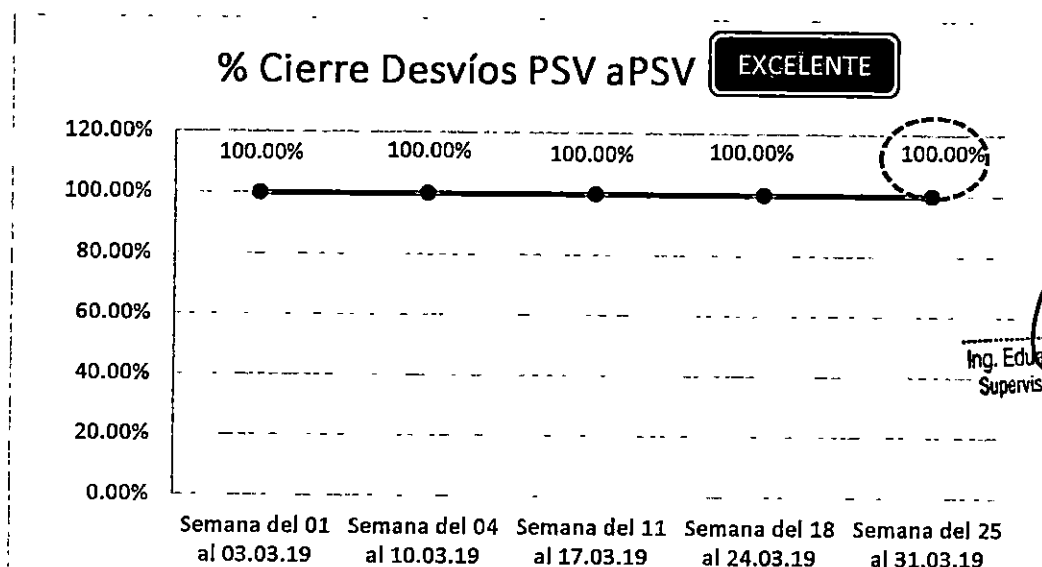 % Cierre Desvíos PSV aPSV EXCELENTE
120.00%
100.00% 100.00% 100.00% 100.00% 100.00%
100.00%
80.00%
60.00%
40.00%
20.00%
0.00%
Ing.
Semana del 01 Semana del 04 Semana del 11 Semana del 18 Semana del 25
al 03.03.19 al 10.03.19 al 17.03.19 al 24.03.19 al 31.03.19